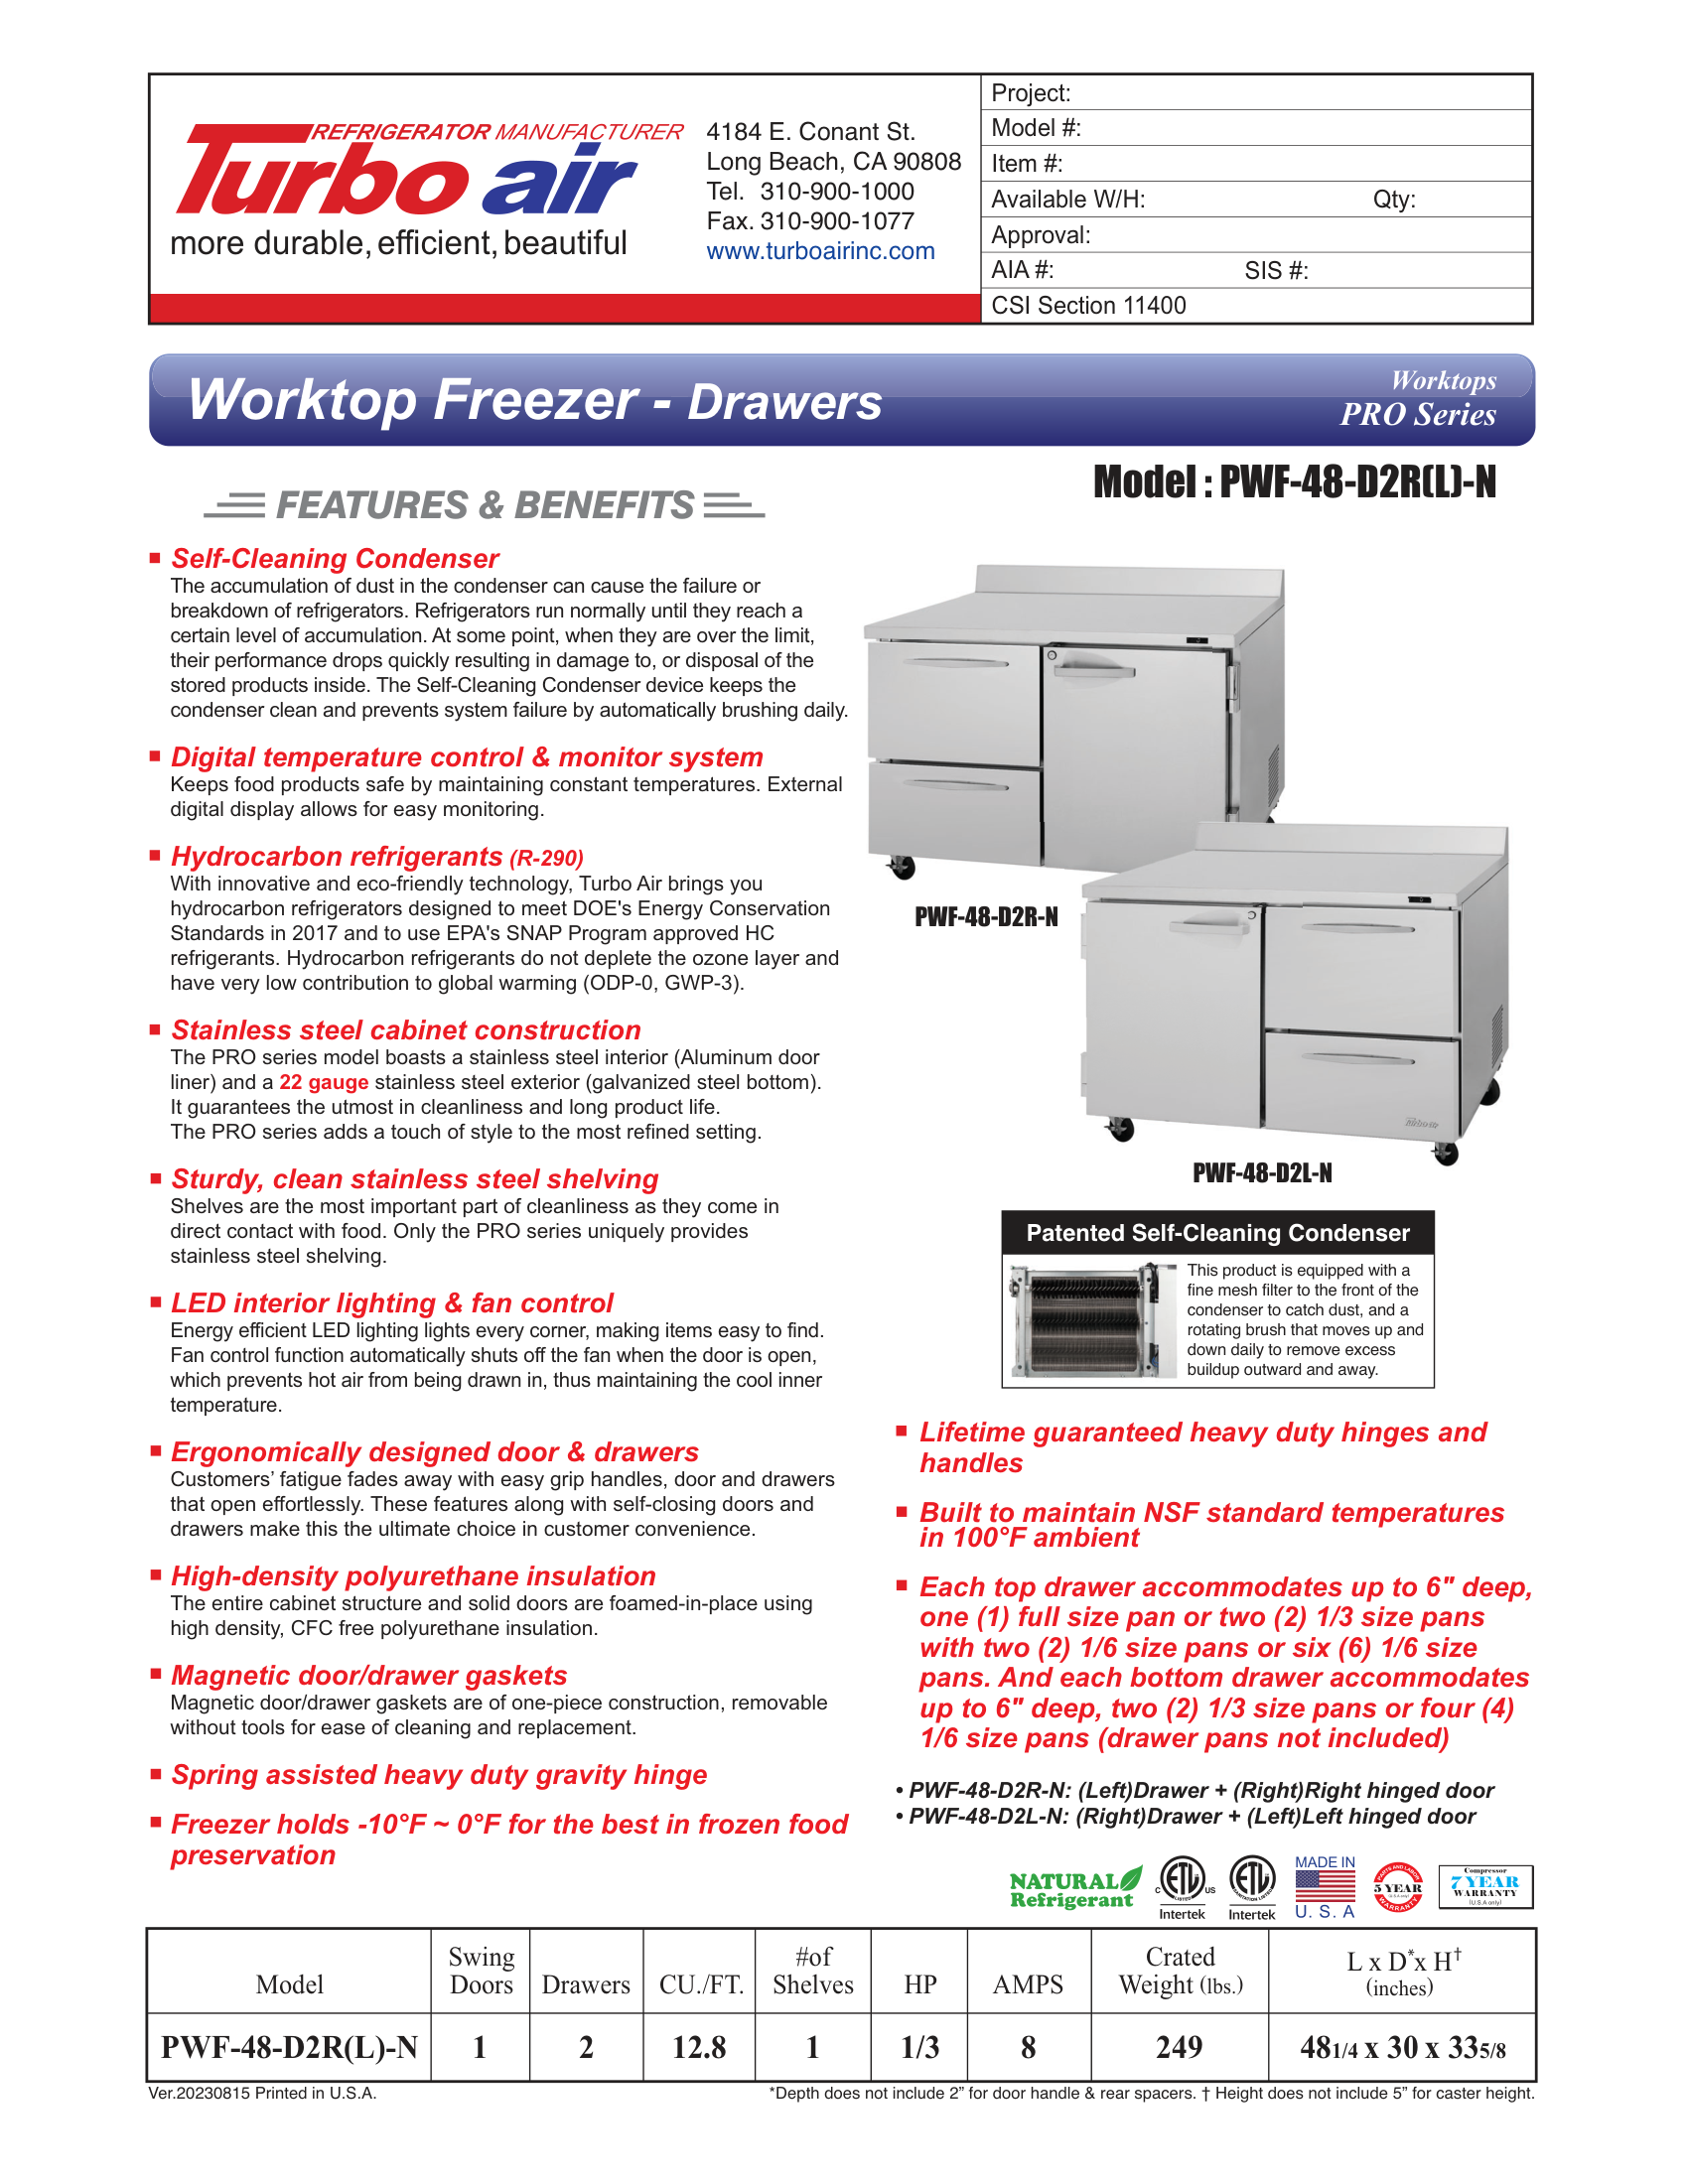 REFRIGERATOR MANUFACTURER
Turbo air
more durable, efficient, beautiful
4184 E. Conant St.
Long Beach, CA 90808
Tel. 310-900-1000
Fax. 310-900-1077
www.turboairinc.com
Project:
Model #:
Item #:
Available W/H: Qty:
Approval:
AIA #: SIS #:
CSI Section 11400
Worktop Freezer - Drawers
Worktops
PRO Series
Model : PWF-48-D2R(L)-N
FEATURES & BENEFITS
Self-Cleaning Condenser
The accumulation of dust in the condenser can cause the failure or
breakdown of refrigerators. Refrigerators run normally until they reach a
certain level of accumulation. At some point, when they are over the limit,
their performance drops quickly resulting in damage to, or disposal of the
stored products inside. The Self-Cleaning Condenser device keeps the
condenser clean and prevents system failure by automatically brushing daily.
Digital temperature control & monitor system
Keeps food products safe by maintaining constant temperatures. External
digital display allows for easy monitoring.
Hydrocarbon refrigerants (R-290)
With innovative and eco-friendly technology, Turbo Air brings you
hydrocarbon refrigerators designed to meet DOE's Energy Conservation
Standards in 2017 and to use EPA's SNAP Program approved HC
refrigerants. Hydrocarbon refrigerants do not deplete the ozone layer and
have very low contribution to global warming (ODP-0, GWP-3).
Stainless steel cabinet construction
The PRO series model boasts a stainless steel interior (Aluminum door
liner) and a 22 gauge stainless steel exterior (galvanized steel bottom).
It guarantees the utmost in cleanliness and long product life.
The PRO series adds a touch of style to the most refined setting.
Sturdy, clean stainless steel shelving
Shelves are the most important part of cleanliness as they come in
direct contact with food. Only the PRO series uniquely provides
stainless steel shelving.
LED interior lighting & fan control
Energy efficient LED lighting lights every corner, making items easy to find.
Fan control function automatically shuts off the fan when the door is open,
which prevents hot air from being drawn in, thus maintaining the cool inner
temperature.
Ergonomically designed door & drawers
Customers' fatigue fades away with easy grip handles, door and drawers
that open effortlessly. These features along with self-closing doors and
drawers make this the ultimate choice in customer convenience.
High-density polyurethane insulation
The entire cabinet structure and solid doors are foamed-in-place using
high density, CFC free polyurethane insulation.
Magnetic door/drawer gaskets
Magnetic door/drawer gaskets are of one-piece construction, removable
without tools for ease of cleaning and replacement.
Spring assisted heavy duty gravity hinge
Freezer holds -10°F ~ 0°F for the best in frozen food
preservation
PWF-48-D2R-N
Turbo air
PWF-48-D2L-N
Patented Self-Cleaning Condenser
This product is equipped with a
fine mesh filter to the front of the
condenser to catch dust, and a
rotating brush that moves up and
down daily to remove excess
buildup outward and away.
Lifetime guaranteed heavy duty hinges and
handles
Built to maintain NSF standard temperatures
in 100°F ambient
Each top drawer accommodates up to 6" deep,
one (1) full size pan or two (2) 1/3 size pans
with two (2) 1/6 size pans or six (6) 1/6 size
pans. And each bottom drawer accommodates
up to 6" deep, two (2) 1/3 size pans or four (4)
1/6 size pans (drawer pans not included)
• PWF-48-D2R-N: (Left)Drawer + (Right)Right hinged door
• PWF-48-D2L-N: (Right)Drawer + (Left)Left hinged door
NATURAL
Refrigerant
C ETL US
LISTED
Intertek
ETL
SANITATION LISTED
Intertek
MADE IN
U. S. A
PARTS AND LABOR
5 YEAR
(U.S.A only)
WARRANTY
Compressor
7 YEAR
WARRANTY
(U.S.A only)
Model Swing Doors Drawers CU./FT. #of Shelves HP AMPS Crated Weight (lbs.) L x D* x H† (inches)
PWF-48-D2R(L)-N 1 2 12.8 1 1/3 8 249 48 1/4 x 30 x 33 5/8
Ver.20230815 Printed in U.S.A.
*Depth does not include 2" for door handle & rear spacers. † Height does not include 5" for caster height.